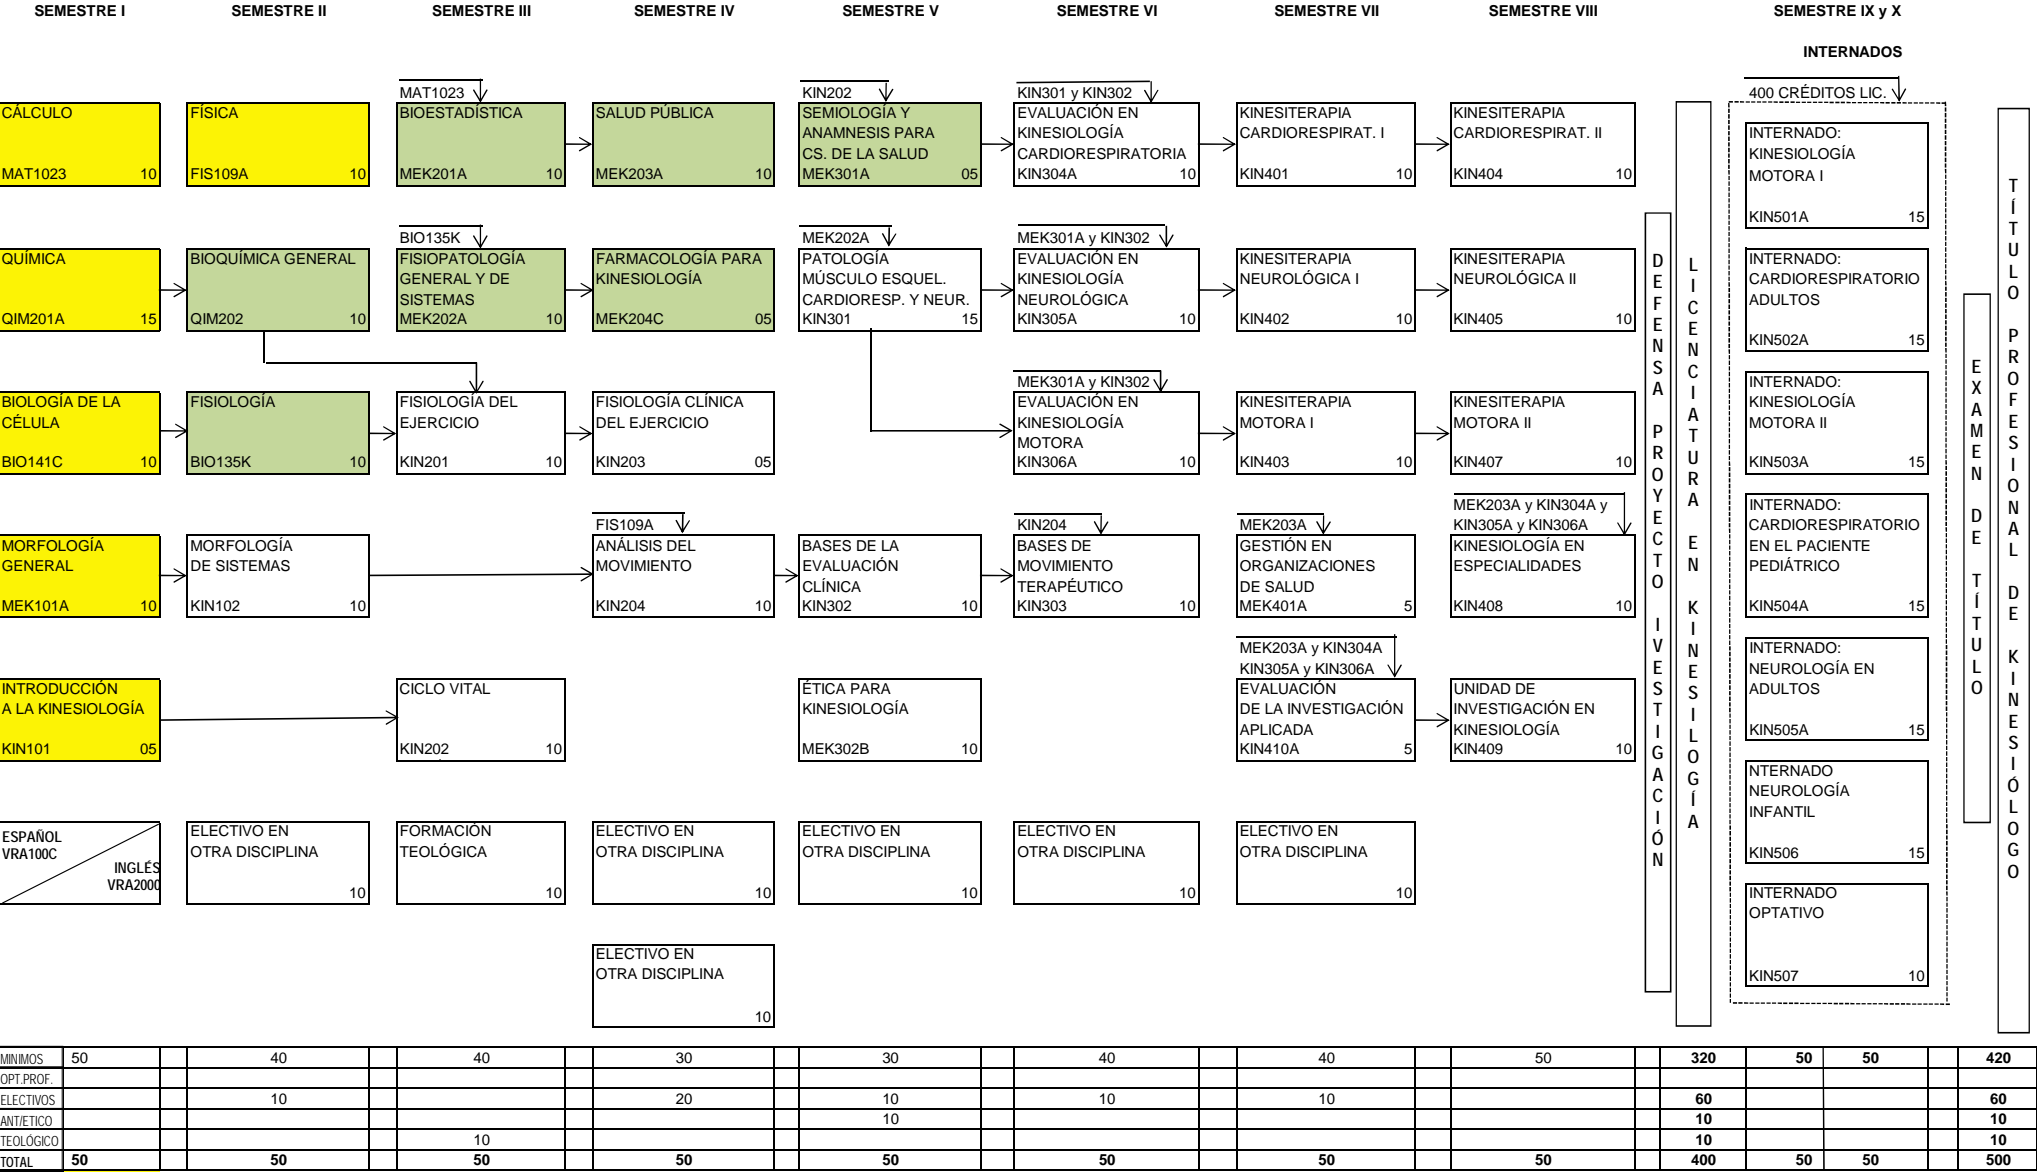 SEMESTRE I
SEMESTRE II
SEMESTRE III
SEMESTRE IV
SEMESTRE V
SEMESTRE VI
SEMESTRE VII
SEMESTRE VIII
SEMESTRE IX y X
INTERNADOS
CÁLCULO
MAT1023 10
FÍSICA
FIS109A 10
MAT1023
BIOESTADÍSTICA
MEK201A 10
SALUD PÚBLICA
MEK203A 10
KIN202
SEMIOLOGÍA Y
ANAMNESIS PARA
CS. DE LA SALUD
MEK301A 05
KIN301 y KIN302
EVALUACIÓN EN
KINESIOLOGÍA
CARDIORESPIRATORIA
KIN304A 10
KINESITERAPIA
CARDIORESPIRAT. I
KIN401 10
KINESITERAPIA
CARDIORESPIRAT. II
KIN404 10
QUÍMICA
QIM201A 15
BIOQUÍMICA GENERAL
QIM202 10
BIO135K
FISIOPATOLOGÍA
GENERAL Y DE
SISTEMAS
MEK202A 10
FARMACOLOGÍA PARA
KINESIOLOGÍA
MEK204C 05
MEK202A
PATOLOGÍA
MÚSCULO ESQUEL.
CARDIORESP. Y NEUR.
KIN301 15
MEK301A y KIN302
EVALUACIÓN EN
KINESIOLOGÍA
NEUROLÓGICA
KIN305A 10
KINESITERAPIA
NEUROLÓGICA I
KIN402 10
KINESITERAPIA
NEUROLÓGICA II
KIN405 10
BIOLOGÍA DE LA
CÉLULA
BIO141C 10
FISIOLOGÍA
BIO135K 10
FISIOLOGÍA DEL
EJERCICIO
KIN201 10
FISIOLOGÍA CLÍNICA
DEL EJERCICIO
KIN203 05
MEK301A y KIN302
EVALUACIÓN EN
KINESIOLOGÍA
MOTORA
KIN306A 10
KINESITERAPIA
MOTORA I
KIN403 10
KINESITERAPIA
MOTORA II
KIN407 10
MORFOLOGÍA
GENERAL
MEK101A 10
MORFOLOGÍA
DE SISTEMAS
KIN102 10
FIS109A
ANÁLISIS DEL
MOVIMIENTO
KIN204 10
BASES DE LA
EVALUACIÓN
CLÍNICA
KIN302 10
KIN204
BASES DE
MOVIMIENTO
TERAPÉUTICO
KIN303 10
MEK203A
GESTIÓN EN
ORGANIZACIONES
DE SALUD
MEK401A 5
MEK203A y KIN304A y
KIN305A y KIN306A
KINESIOLOGÍA EN
ESPECIALIDADES
KIN408 10
INTRODUCCIÓN
A LA KINESIOLOGÍA
KIN101 05
CICLO VITAL
KIN202 10
ÉTICA PARA
KINESIOLOGÍA
MEK302B 10
MEK203A y KIN304A
KIN305A y KIN306A
EVALUACIÓN
DE LA INVESTIGACIÓN
APLICADA
KIN410A 5
UNIDAD DE
INVESTIGACIÓN EN
KINESIOLOGÍA
KIN409 10
ESPAÑOL
VRA100C
INGLÉS
VRA2000
ELECTIVO EN
OTRA DISCIPLINA
10
FORMACIÓN
TEOLÓGICA
10
ELECTIVO EN
OTRA DISCIPLINA
10
ELECTIVO EN
OTRA DISCIPLINA
10
ELECTIVO EN
OTRA DISCIPLINA
10
ELECTIVO EN
OTRA DISCIPLINA
10
ELECTIVO EN
OTRA DISCIPLINA
10
DEFENSA PROYECTO IVESTIGACIÓN
LICENCIATURA EN KINESILOGÍA
400 CRÉDITOS LIC.
INTERNADO:
KINESIOLOGÍA
MOTORA I
KIN501A 15
INTERNADO:
CARDIORESPIRATORIO
ADULTOS
KIN502A 15
INTERNADO:
KINESIOLOGÍA
MOTORA II
KIN503A 15
INTERNADO:
CARDIORESPIRATORIO
EN EL PACIENTE
PEDIÁTRICO
KIN504A 15
INTERNADO:
NEUROLOGÍA EN
ADULTOS
KIN505A 15
NTERNADO
NEUROLOGÍA
INFANTIL
KIN506 15
INTERNADO
OPTATIVO
KIN507 10
EXAMEN DE TÍTULO
TÍTULO PROFESIONAL DE KINESIÓLOGO
MINIMOS 50 40 40 30 30 40 40 50 320 50 50 420
OPT.PROF.
ELECTIVOS 10 20 10 10 10 60 60
ANT/ETICO 10 10 10
TEOLÓGICO 10 10 10
TOTAL 50 50 50 50 50 50 50 50 400 50 50 500